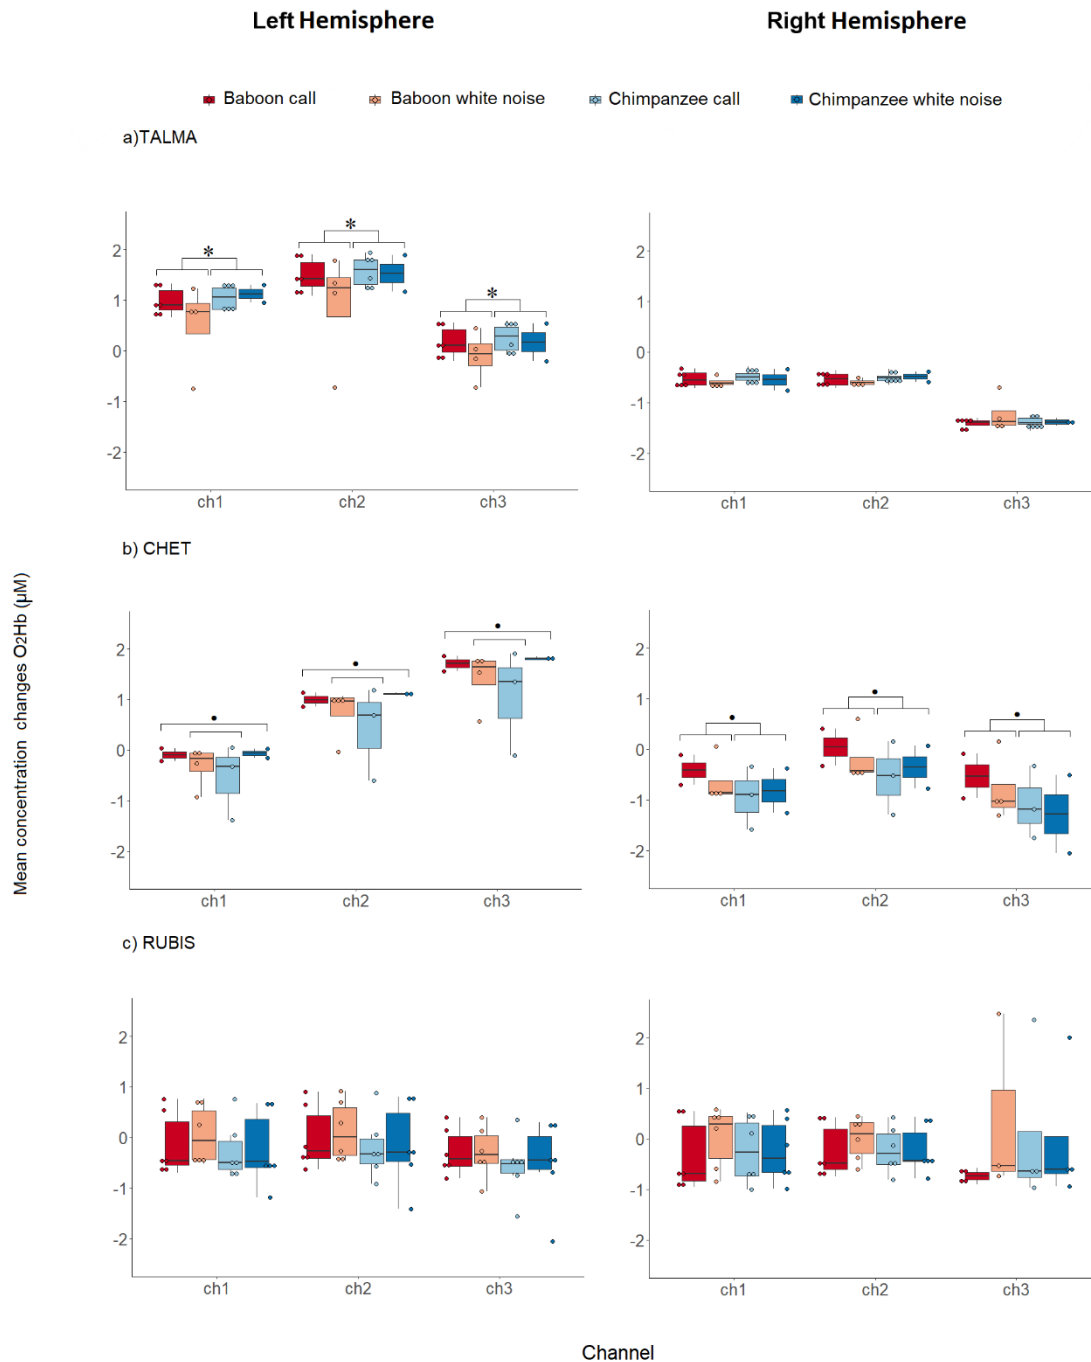 Left Hemisphere
Right Hemisphere
Baboon call
Baboon white noise
Chimpanzee call
Chimpanzee white noise
a)TALMA
2
1
0
-1
-2
ch1
ch2
ch3
*
*
*
2
1
0
-1
-2
ch1
ch2
ch3
b) CHET
2
1
0
-1
-2
ch1
ch2
ch3
2
1
0
-1
-2
ch1
ch2
ch3
Mean concentration changes O2Hb (µM)
c) RUBIS
2
1
0
-1
-2
ch1
ch2
ch3
2
1
0
-1
-2
ch1
ch2
ch3
Channel